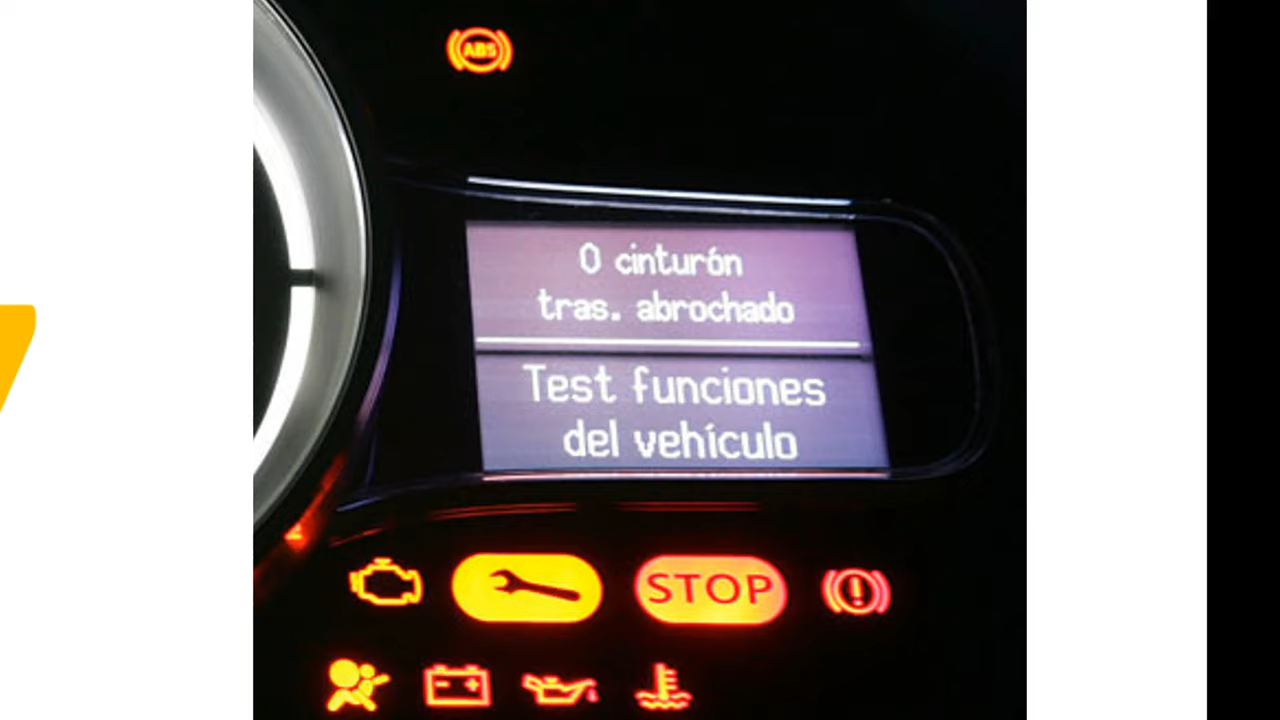 ABS
0 cinturón
tras. abrochado
Test funciones
del vehículo
STOP